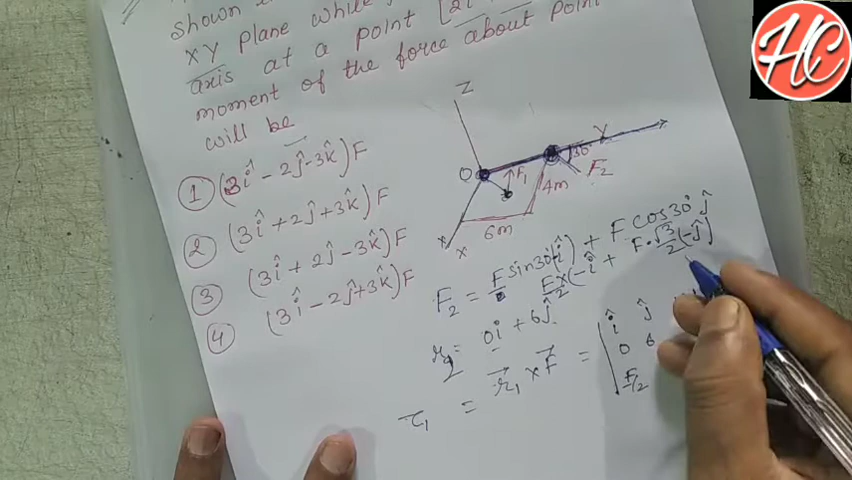 shown
XY plane while
axis at a point [2i
moment of the force about point
will be
① (3î - 2ĵ - 3k̂)F
② (3î + 2ĵ + 3k̂)F
③ (3î + 2ĵ - 3k̂)F
④ (3î - 2ĵ + 3k̂)F
Z
O
F₁
Y
30°
F₂
4m
6m
X
x
F₂ = F sin30°(î) + F cos30° ĵ
F/2 × (-î + F·√3/2 (-ĵ)
0i + 6ĵ
τ₁ = r₁ × F = | î ĵ
0 6
F/2
HC